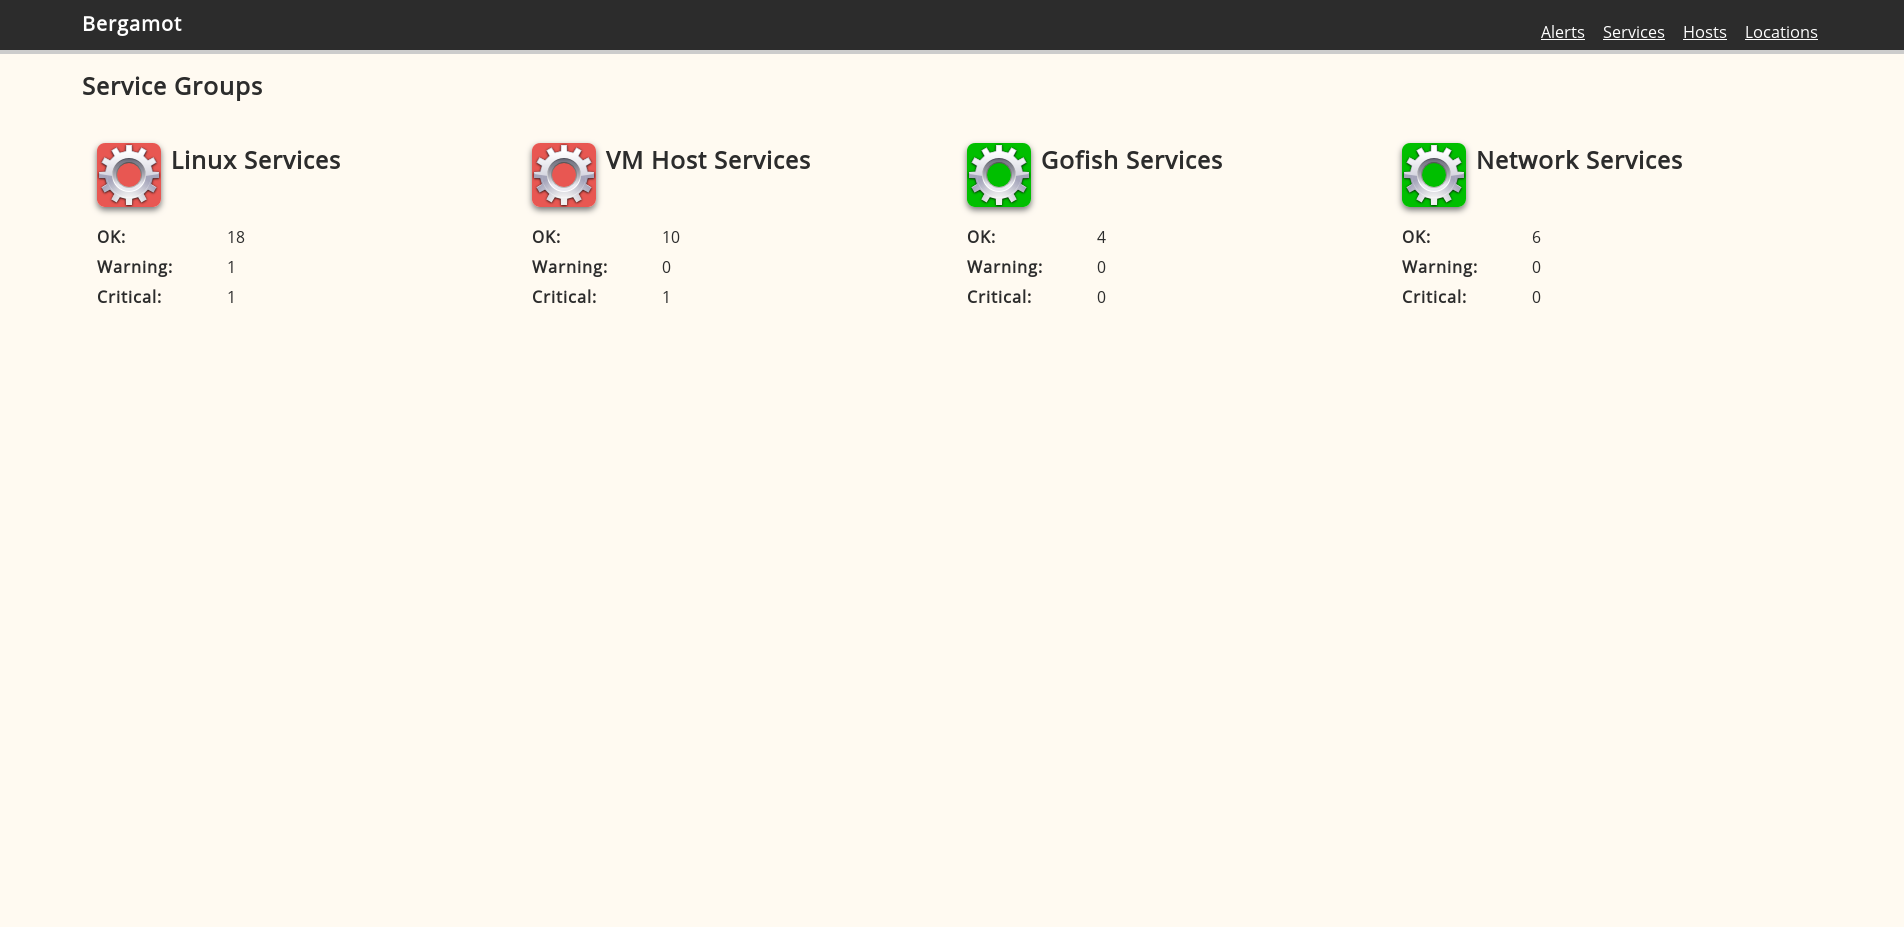 Bergamot
Alerts Services Hosts Locations
Service Groups
Linux Services
OK: 18
Warning: 1
Critical: 1
VM Host Services
OK: 10
Warning: 0
Critical: 1
Gofish Services
OK: 4
Warning: 0
Critical: 0
Network Services
OK: 6
Warning: 0
Critical: 0